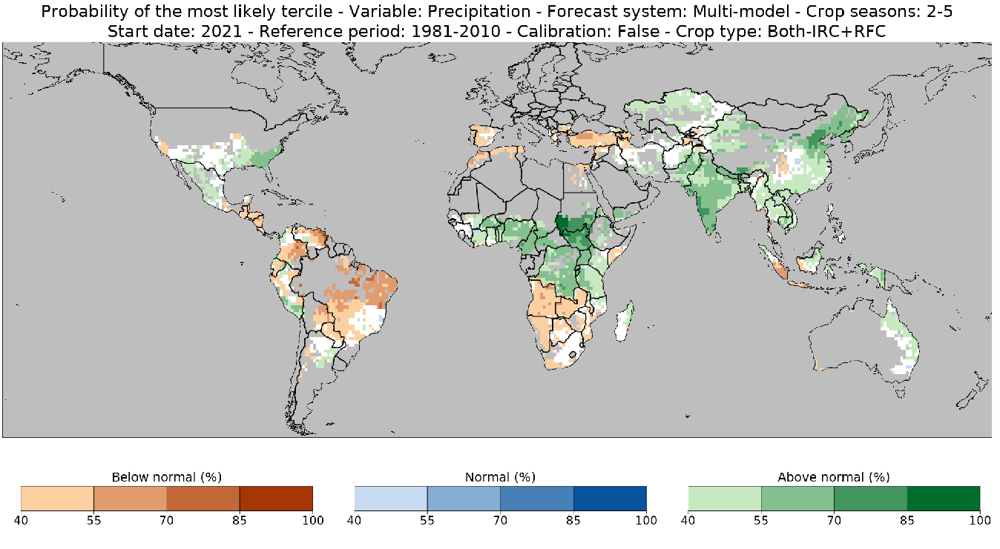 Probability of the most likely tercile - Variable: Precipitation - Forecast system: Multi-model - Crop seasons: 2-5
Start date: 2021 - Reference period: 1981-2010 - Calibration: False - Crop type: Both-IRC+RFC
Below normal (%)
Normal (%)
Above normal (%)
40 55 70 85 100
40 55 70 85 100
40 55 70 85 100